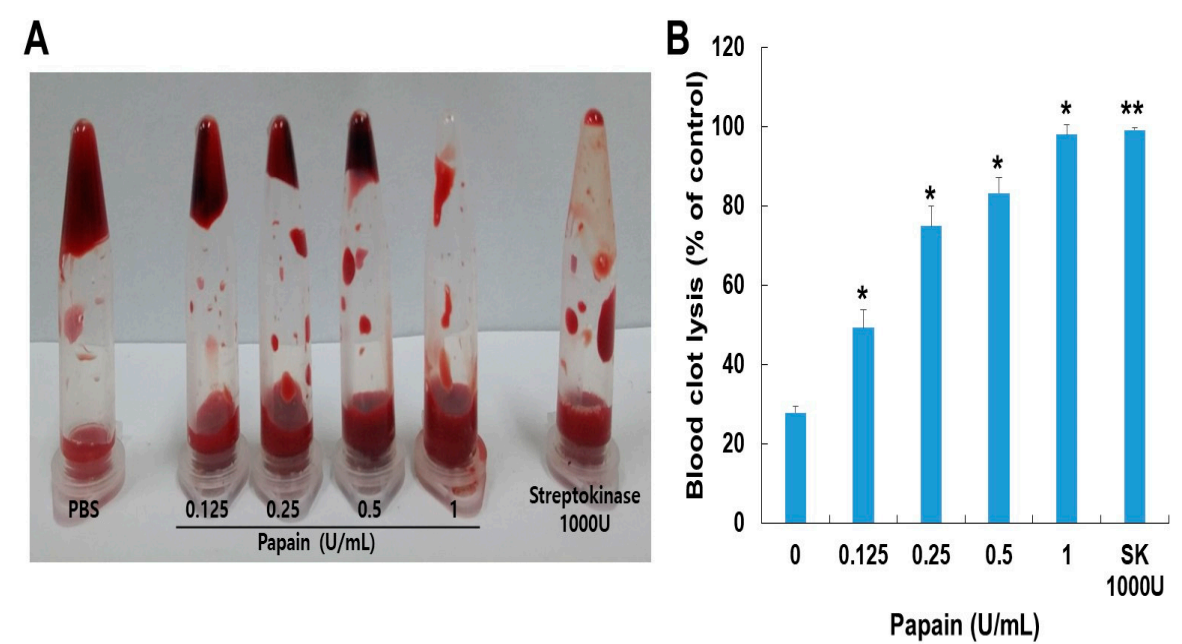 A
PBS
0.125
0.25
0.5
1
Papain (U/mL)
Streptokinase
1000U
B
Blood clot lysis (% of control)
120
100
80
60
40
20
0
*
*
*
*
**
0
0.125
0.25
0.5
1
SK
1000U
Papain (U/mL)